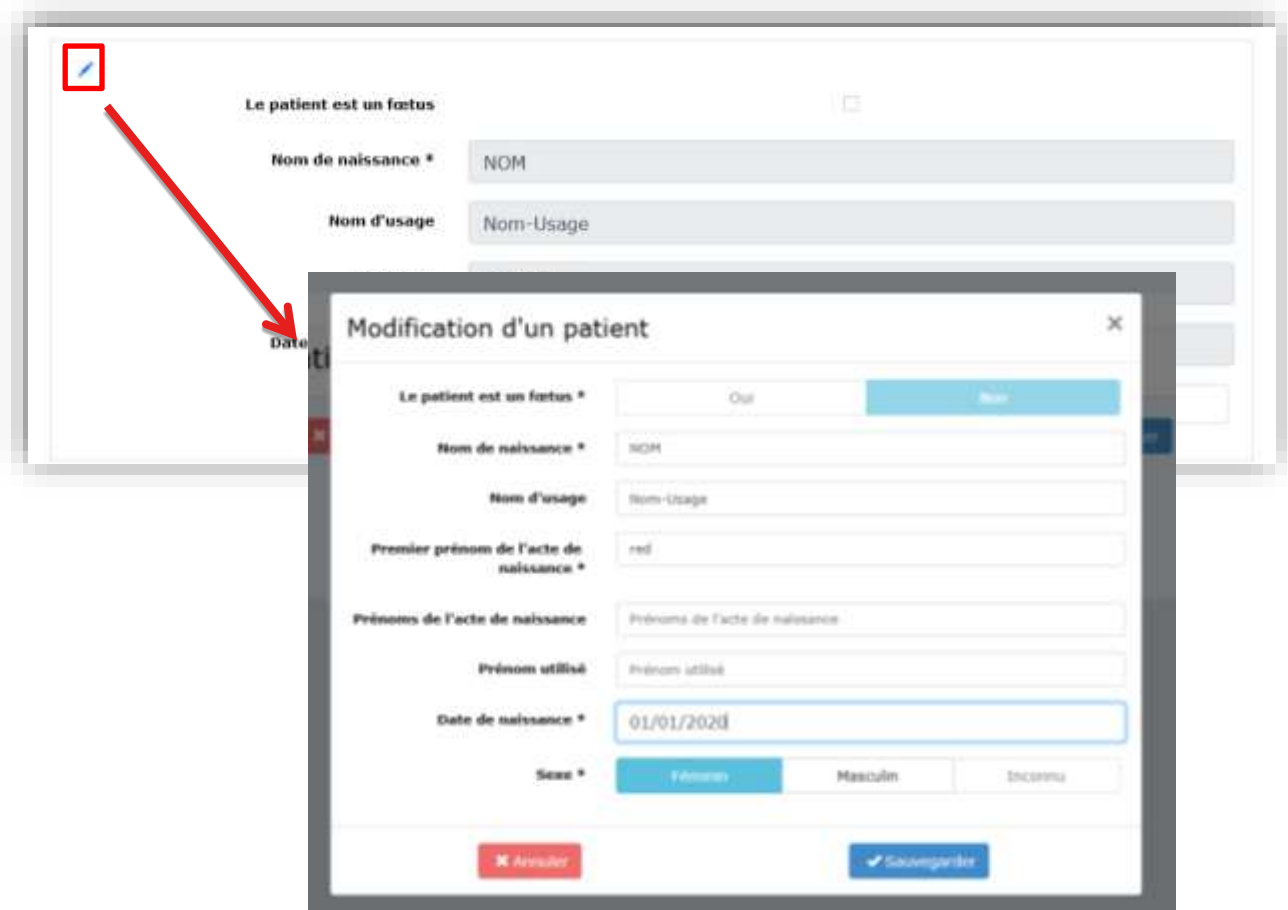 Le patient est un fœtus
Nom de naissance * NOM
Nom d'usage Nom-Usage
Date
Modification d'un patient ×
Le patient est un fœtus * Oui Non
Nom de naissance * NOM
Nom d'usage Nom-Usage
Premier prénom de l'acte de
naissance * red
Prénoms de l'acte de naissance Prénoms de l'acte de naissance
Prénom utilisé Prénom utilisé
Date de naissance * 01/01/2020
Sexe * Féminin Masculin Inconnu
Annuler Sauvegarder